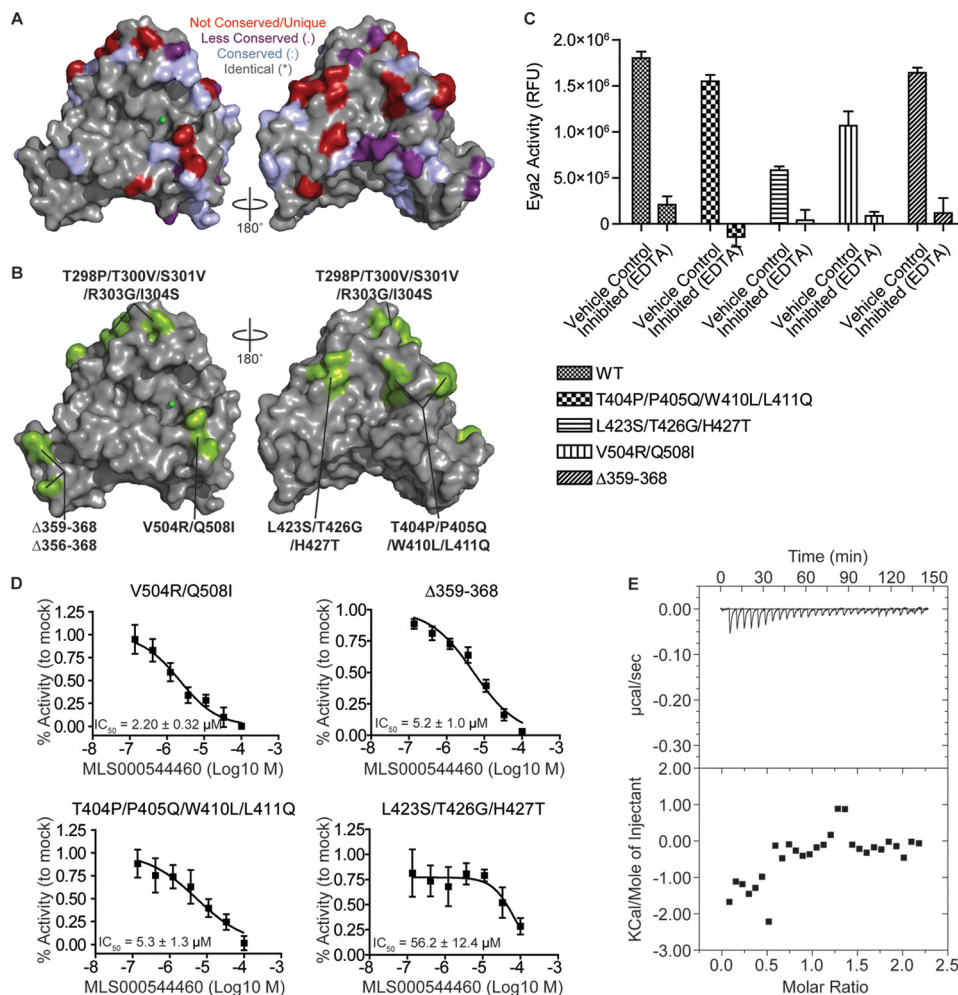 A
Not Conserved/Unique
Less Conserved (.)
Conserved (:)
Identical (*)
180°
B
T298P/T300V/S301V
/R303G/I304S
T298P/T300V/S301V
/R303G/I304S
180°
Δ359-368
Δ356-368
V504R/Q508I
L423S/T426G
/H427T
T404P/P405Q
/W410L/L411Q
C
Eya2 Activity (RFU)
2.0×10⁶
1.5×10⁶
1.0×10⁶
5.0×10⁵
0
Vehicle Control
Inhibited (EDTA)
Vehicle Control
Inhibited (EDTA)
Vehicle Control
Inhibited (EDTA)
Vehicle Control
Inhibited (EDTA)
Vehicle Control
Inhibited (EDTA)
WT
T404P/P405Q/W410L/L411Q
L423S/T426G/H427T
V504R/Q508I
Δ359-368
D
V504R/Q508I
% Activity (to mock)
1.25
1.00
0.75
0.50
0.25
0.00
IC50 = 2.20 ± 0.32 µM
-8 -7 -6 -5 -4 -3
MLS000544460 (Log10 M)
Δ359-368
% Activity (to mock)
1.00
0.75
0.50
0.25
0.00
IC50 = 5.2 ± 1.0 µM
-8 -7 -6 -5 -4 -3
MLS000544460 (Log10 M)
T404P/P405Q/W410L/L411Q
% Activity (to mock)
1.25
1.00
0.75
0.50
0.25
0.00
IC50 = 5.3 ± 1.3 µM
-8 -7 -6 -5 -4 -3
MLS000544460 (Log10 M)
L423S/T426G/H427T
% Activity (to mock)
1.25
1.00
0.75
0.50
0.25
0.00
IC50 = 56.2 ± 12.4 µM
-8 -7 -6 -5 -4 -3
MLS000544460 (Log10 M)
E
Time (min)
0 30 60 90 120 150
µcal/sec
0.00
-0.10
-0.20
-0.30
KCal/Mole of Injectant
2.00
1.00
0.00
-1.00
-2.00
-3.00
0.0 0.5 1.0 1.5 2.0 2.5
Molar Ratio